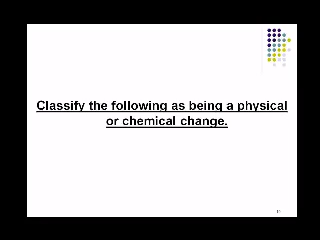 Classify the following as being a physical
or chemical change.